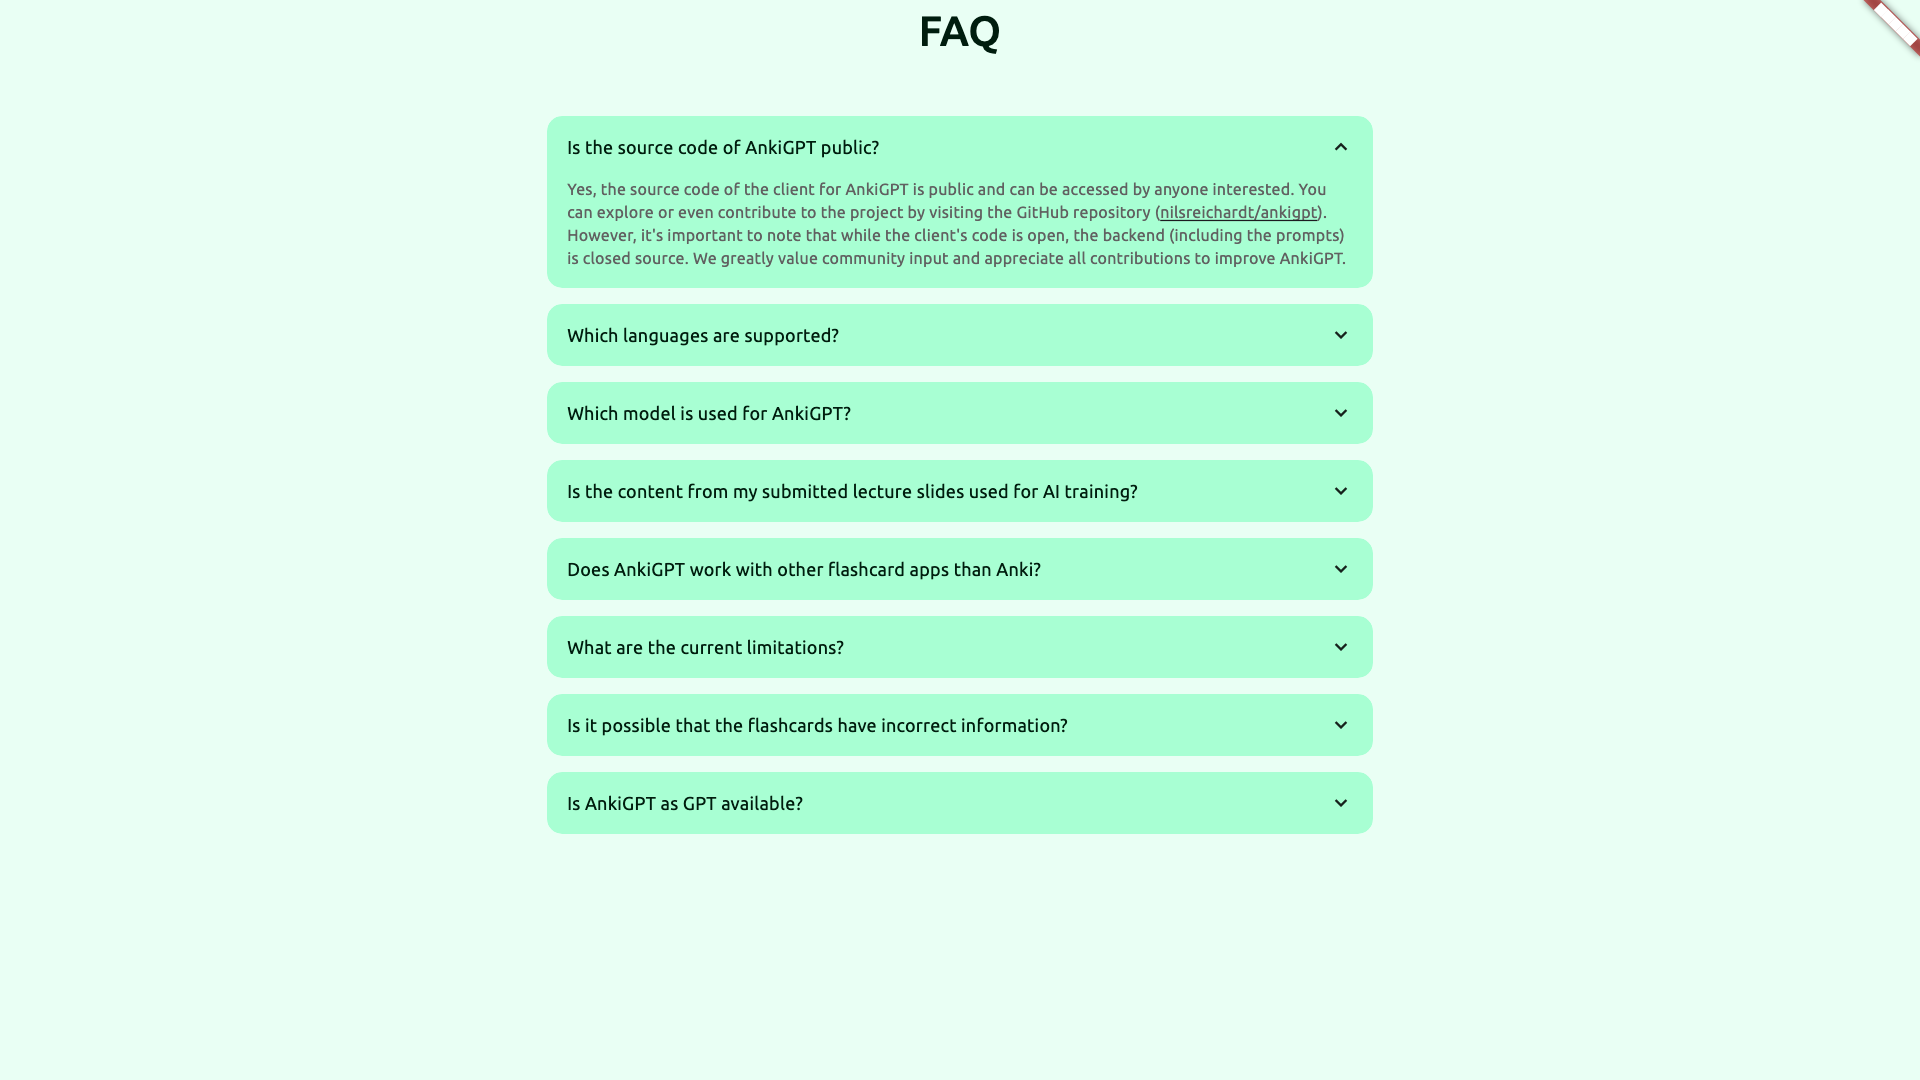 FAQ
Is the source code of AnkiGPT public?
Yes, the source code of the client for AnkiGPT is public and can be accessed by anyone interested. You
can explore or even contribute to the project by visiting the GitHub repository (nilsreichardt/ankigpt).
However, it's important to note that while the client's code is open, the backend (including the prompts)
is closed source. We greatly value community input and appreciate all contributions to improve AnkiGPT.
Which languages are supported?
Which model is used for AnkiGPT?
Is the content from my submitted lecture slides used for AI training?
Does AnkiGPT work with other flashcard apps than Anki?
What are the current limitations?
Is it possible that the flashcards have incorrect information?
Is AnkiGPT as GPT available?